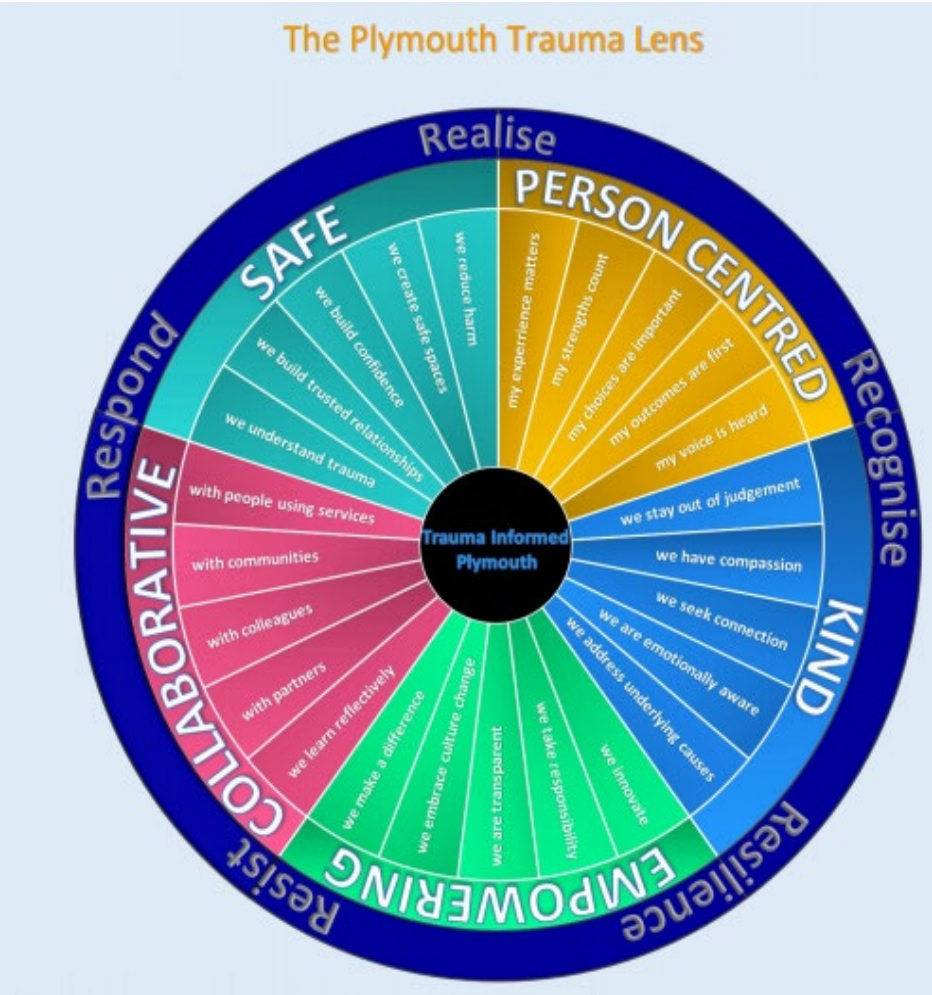 The Plymouth Trauma Lens
Realise
Recognise
Resilience
Resist
Respond
PERSON CENTRED
my experrience matters
my strengths count
my choices are important
my outcomes are first
my voice is heard
KIND
we stay out of judgement
we have compassion
we seek connection
we are emotionally aware
we address underlying causes
EMPOWERING
we innovate
we take responsibility
we are transparent
we embrace culture change
we make a difference
COLLABORATIVE
we learn reflectively
with partners
with colleagues
with communities
with people using services
SAFE
we understand trauma
we build trusted relationships
we build confidence
we create safe spaces
we reduce harm
Trauma Informed
Plymouth